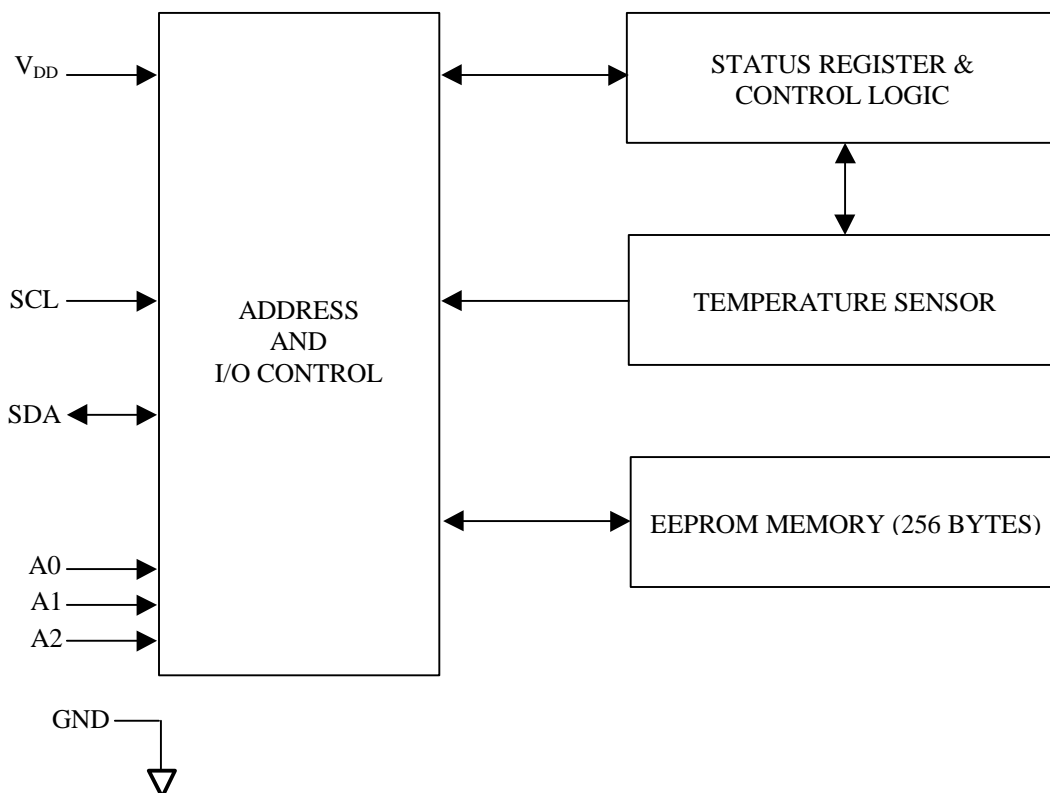 V_DD
SCL
SDA
A0
A1
A2
GND
ADDRESS
AND
I/O CONTROL
STATUS REGISTER &
CONTROL LOGIC
TEMPERATURE SENSOR
EEPROM MEMORY (256 BYTES)